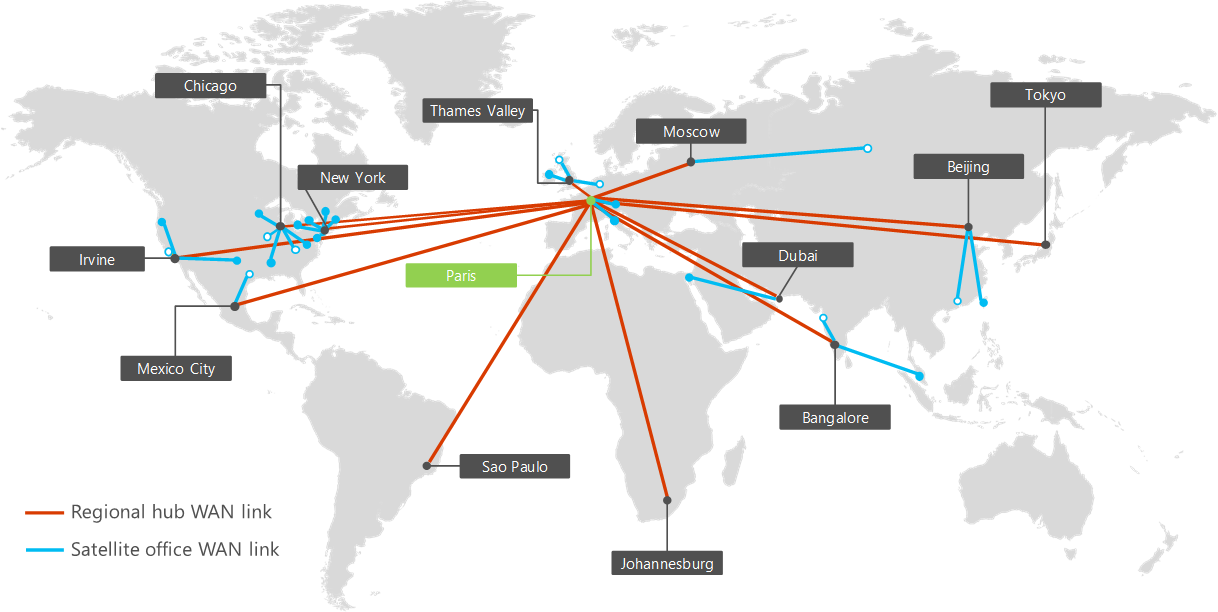 Chicago
Tokyo
Thames Valley
Moscow
Beijing
New York
Dubai
Irvine
Paris
Mexico City
Bangalore
Sao Paulo
Regional hub WAN link
Satellite office WAN link
Johannesburg